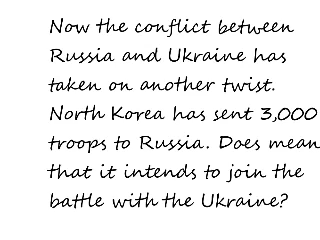 Now the conflict between
Russia and Ukraine has
taken on another twist.
North Korea has sent 3,000
troops to Russia. Does mean
that it intends to join the
battle with the Ukraine?